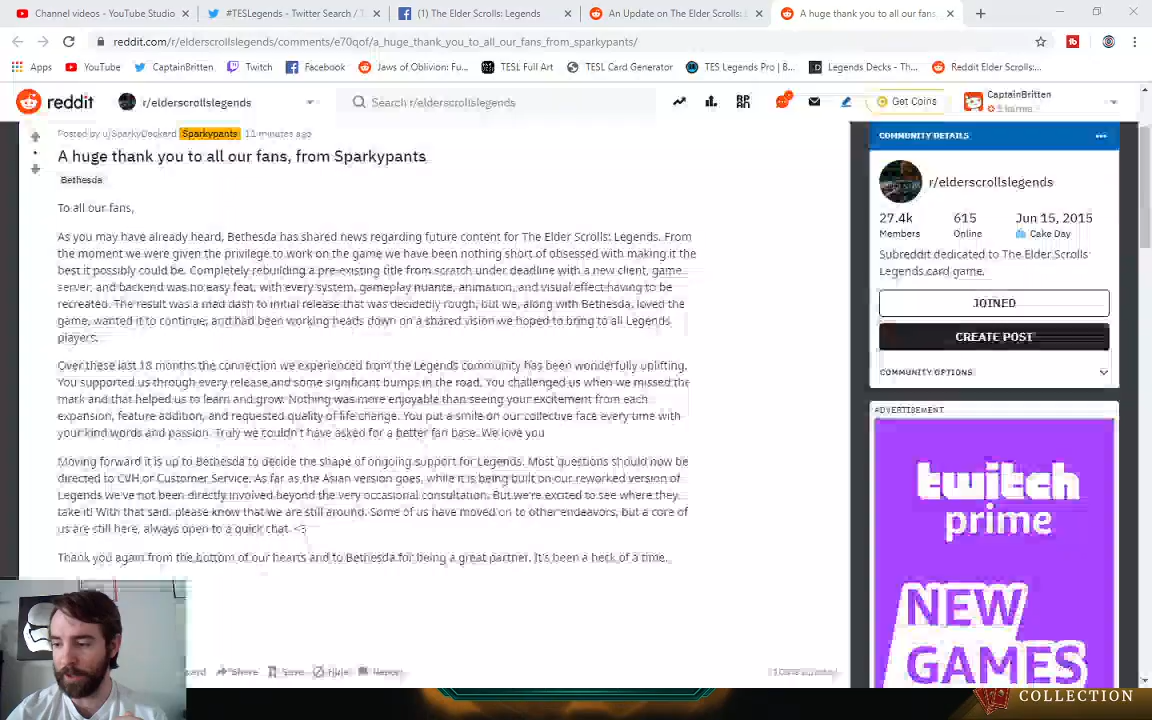 Channel videos - YouTube Studio
#TESLegends - Twitter Search / T
(1) The Elder Scrolls: Legends
An Update on The Elder Scrolls:
A huge thank you to all our fans,
reddit.com/r/elderscrollslegends/comments/e70qof/a_huge_thank_you_to_all_our_fans_from_sparkypants/
Apps YouTube CaptainBritten Twitch Facebook Jaws of Oblivion: Fu... TESL Full Art TESL Card Generator TES Legends Pro | B... Legends Decks - Th... Reddit Elder Scrolls:...
reddit r/elderscrollslegends Search r/elderscrollslegends Get Coins CaptainBritten
5 karma
Posted by u/SparkyDeckard Sparkypants 11 minutes ago
A huge thank you to all our fans, from Sparkypants
Bethesda
To all our fans,
As you may have already heard, Bethesda has shared news regarding future content for The Elder Scrolls: Legends. From
the moment we were given the privilege to work on the game we have been nothing short of obsessed with making it the
best it possibly could be. Completely rebuilding a pre-existing title from scratch under deadline with a new client, game
server, and backend was no easy feat, with every system, gameplay nuance, animation, and visual effect having to be
recreated. The result was a mad dash to initial release that was decidedly rough, but we, along with Bethesda, loved the
game, wanted it to continue, and had been working heads down on a shared vision we hoped to bring to all Legends
players.
Over these last 18 months the connection we experienced from the Legends community has been wonderfully uplifting.
You supported us through every release and some significant bumps in the road. You challenged us when we missed the
mark and that helped us to learn and grow. Nothing was more enjoyable than seeing your excitement from each
expansion, feature addition, and requested quality of life change. You put a smile on our collective face every time with
your kind words and passion. Truly we couldn't have asked for a better fan base. We love you
Moving forward it is up to Bethesda to decide the shape of ongoing support for Legends. Most questions should now be
directed to CVH or Customer Service. As far as the Asian version goes, while it is being built on our reworked version of
Legends we've not been directly involved beyond the very occasional consultation. But we're excited to see where they
take it! With that said, please know that we are still around. Some of us have moved on to other endeavors, but a core of
us are still here, always open to a quick chat. <3
Thank you again from the bottom of our hearts and to Bethesda for being a great partner. It's been a heck of a time.
Share Save Hide Report
COMMUNITY DETAILS
r/elderscrollslegends
27.4k 615 Jun 15, 2015
Members Online Cake Day
Subreddit dedicated to The Elder Scrolls
Legends card game.
JOINED
CREATE POST
COMMUNITY OPTIONS
ADVERTISEMENT
twitch
prime
NEW
GAMES
COLLECTION